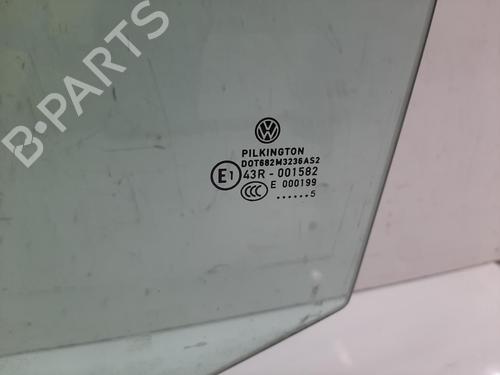 B-PARTS
PILKINGTON
DOT682M3236AS2
E1 43R - 001582
CCC E 000199
......5